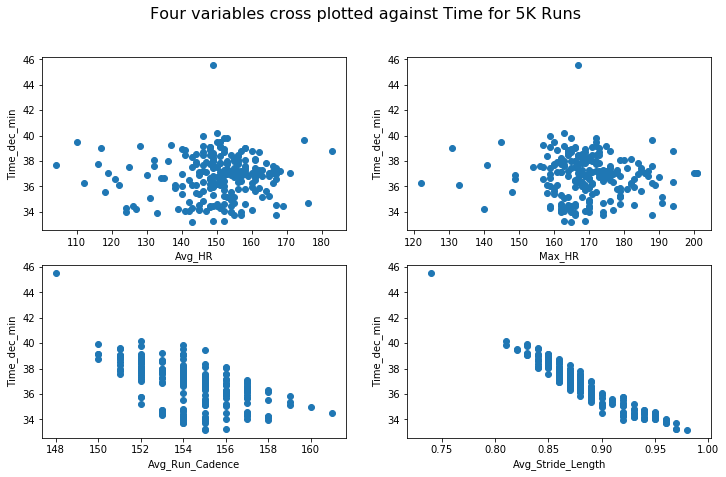 Four variables cross plotted against Time for 5K Runs
46
44
42
40
38
36
34
Time_dec_min
110 120 130 140 150 160 170 180
Avg_HR
46
44
42
40
38
36
34
Time_dec_min
120 130 140 150 160 170 180 190 200
Max_HR
46
44
42
40
38
36
34
Time_dec_min
148 150 152 154 156 158 160
Avg_Run_Cadence
46
44
42
40
38
36
34
Time_dec_min
0.75 0.80 0.85 0.90 0.95 1.00
Avg_Stride_Length